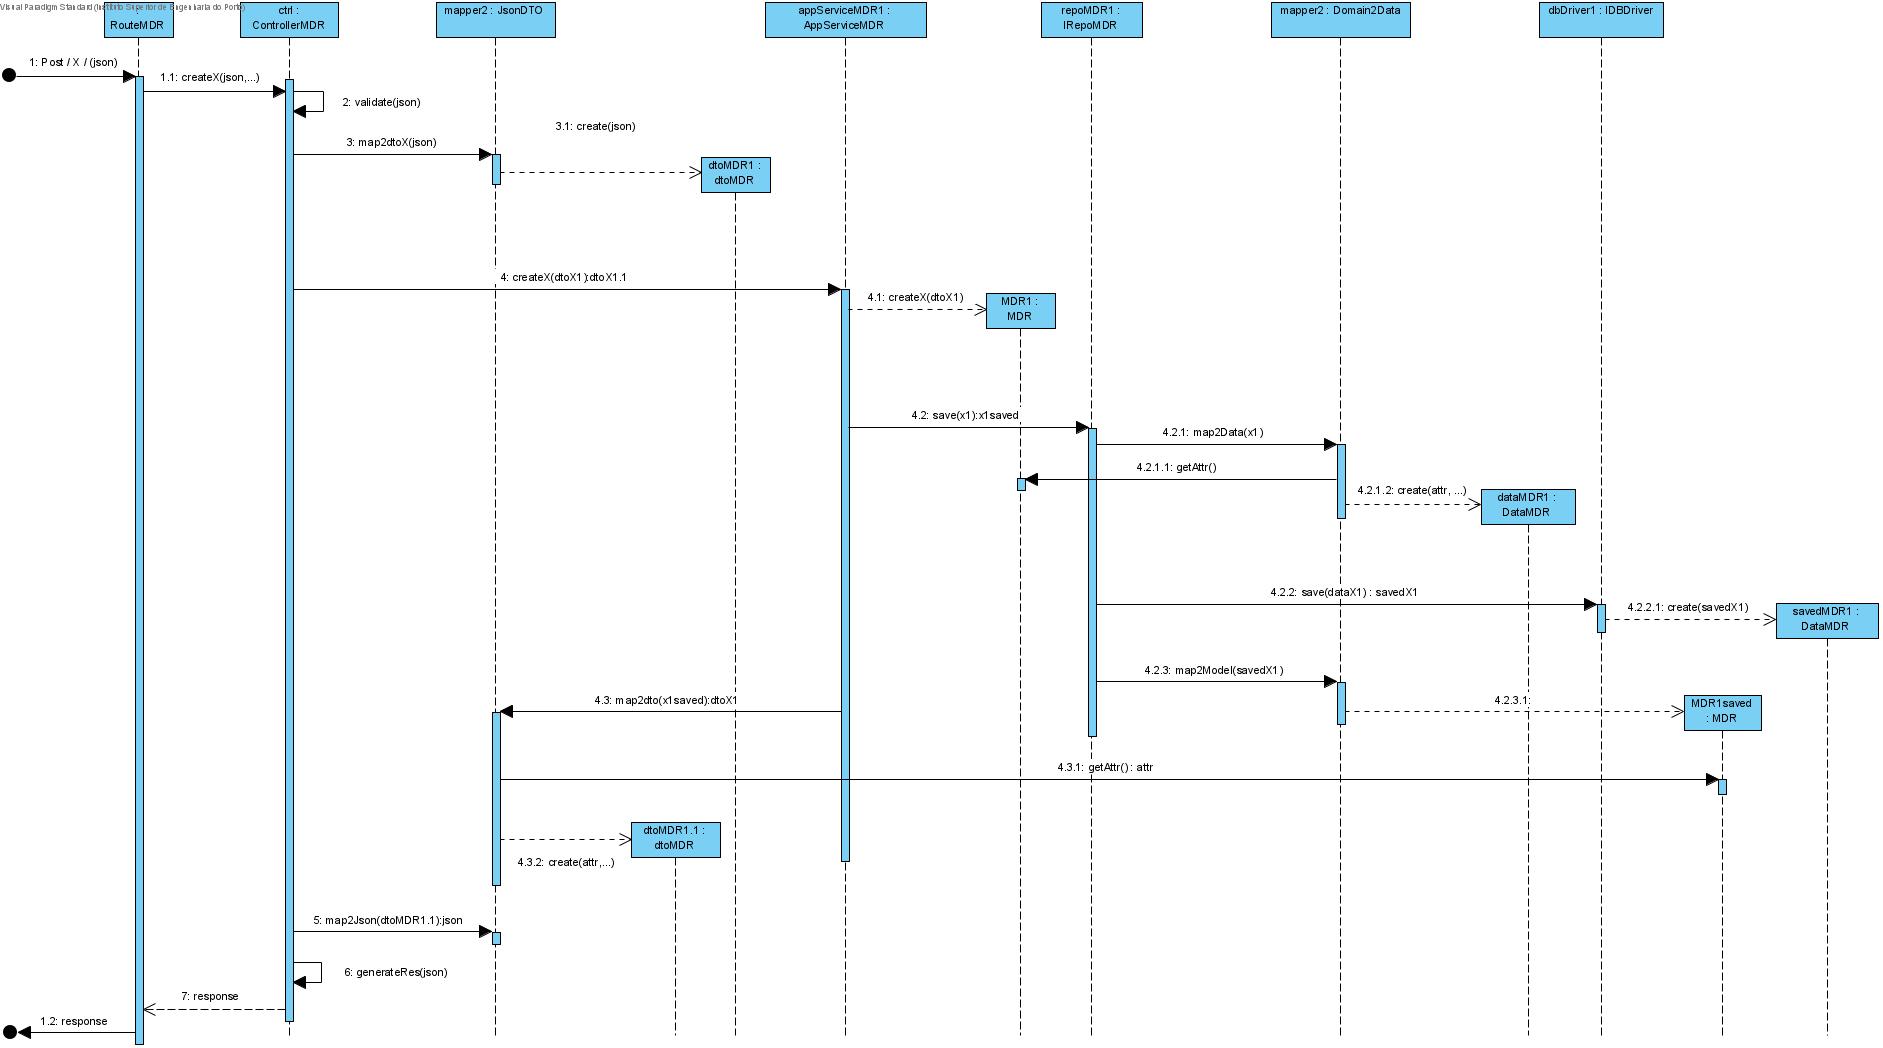 Visual Paradigm Standard (Instituto Superior de Engenharia do Porto)
RouteMDR
ctrl :
ControllerMDR
mapper2 : JsonDTO
appServiceMDR1 :
AppServiceMDR
repoMDR1 :
IRepoMDR
mapper2 : Domain2Data
dbDriver1 : IDBDriver
1: Post / X / (json)
1.1: createX(json,...)
2: validate(json)
3.1: create(json)
3: map2dtoX(json)
dtoMDR1 :
dtoMDR
4: createX(dtoX1):dtoX1.1
4.1: createX(dtoX1)
MDR1 :
MDR
4.2: save(x1):x1saved
4.2.1: map2Data(x1)
4.2.1.1: getAttr()
4.2.1.2: create(attr, ...)
dataMDR1 :
DataMDR
4.2.2: save(dataX1) : savedX1
4.2.2.1: create(savedX1)
savedMDR1 :
DataMDR
4.2.3: map2Model(savedX1)
4.3: map2dto(x1saved):dtoX1
4.2.3.1:
MDR1saved
: MDR
4.3.1: getAttr() : attr
dtoMDR1.1 :
dtoMDR
4.3.2: create(attr,...)
5: map2Json(dtoMDR1.1):json
6: generateRes(json)
7: response
1.2: response